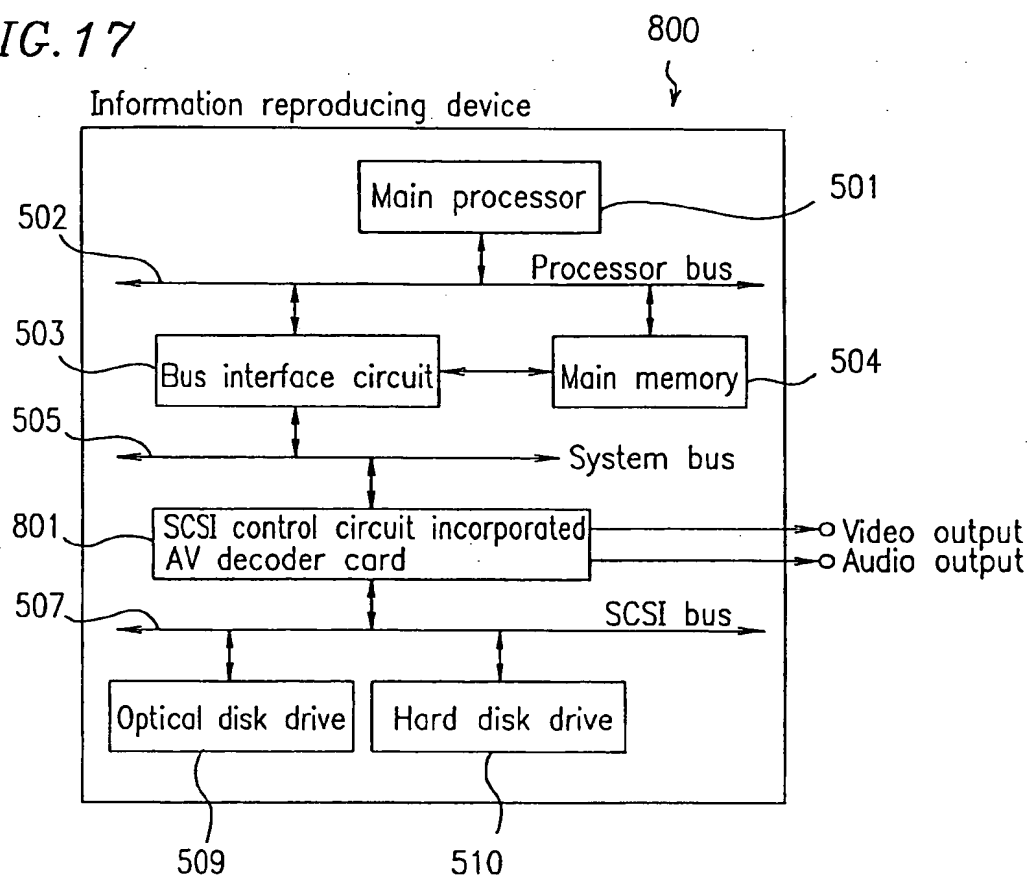 IG. 17
800
Information reproducing device
Main processor
501
502
Processor bus
503
Bus interface circuit
Main memory
504
505
System bus
801
SCSI control circuit incorporated
AV decoder card
Video output
Audio output
507
SCSI bus
Optical disk drive
Hard disk drive
509
510